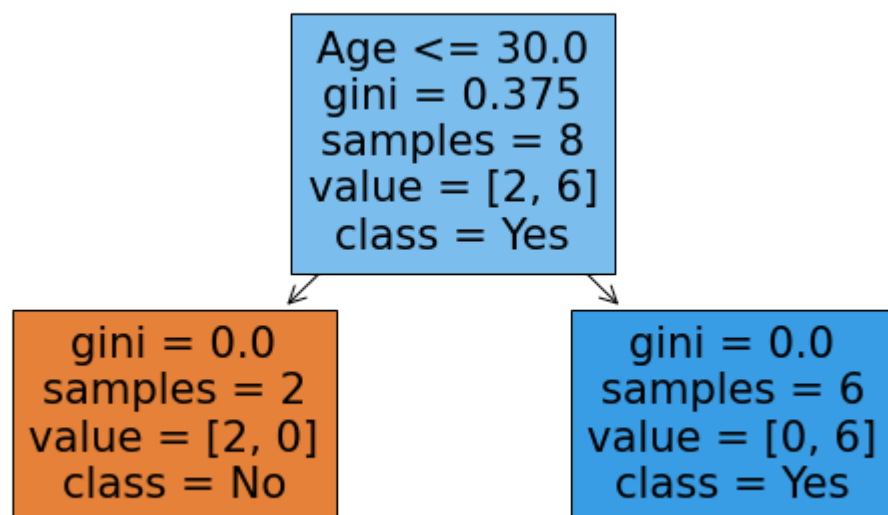 Age <= 30.0
gini = 0.375
samples = 8
value = [2, 6]
class = Yes
gini = 0.0
samples = 2
value = [2, 0]
class = No
gini = 0.0
samples = 6
value = [0, 6]
class = Yes